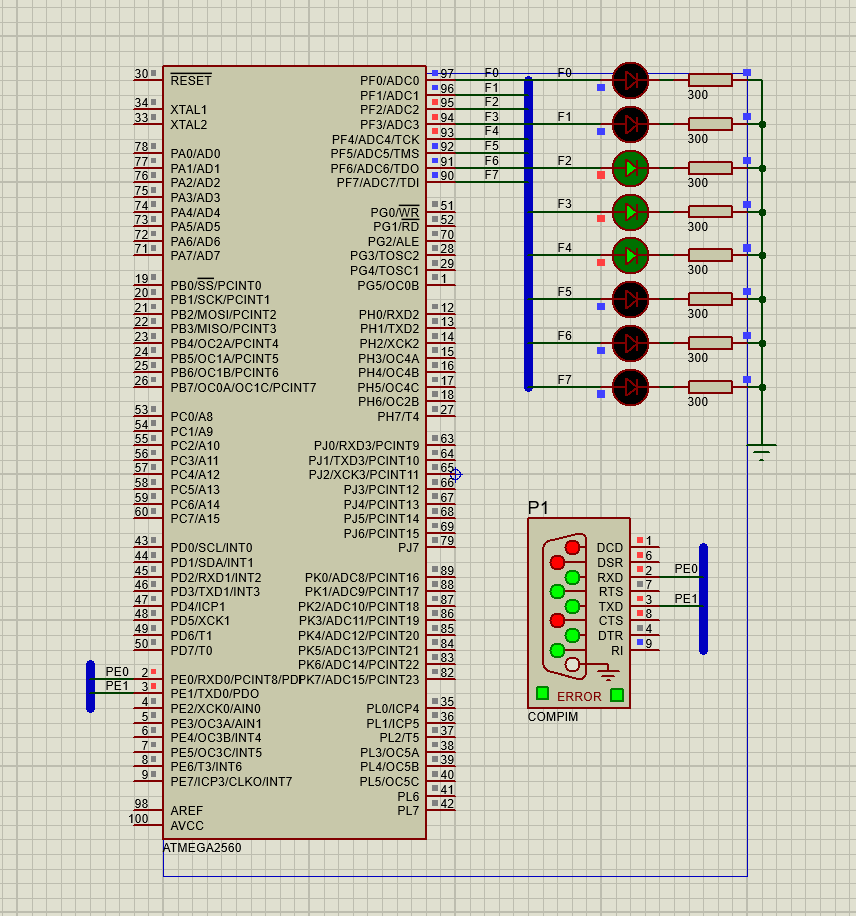 30 RESET PF0/ADC0 97 F0 F0
PF1/ADC1 96 F1
34 XTAL1 PF2/ADC2 95 F2
33 XTAL2 PF3/ADC3 94 F3 F1
PF4/ADC4/TCK 93 F4
78 PA0/AD0 PF5/ADC5/TMS 92 F5
77 PA1/AD1 PF6/ADC6/TDO 91 F6 F2
76 PA2/AD2 PF7/ADC7/TDI 90 F7
75 PA3/AD3
74 PA4/AD4 PG0/WR 51 F3
73 PA5/AD5 PG1/RD 52
72 PA6/AD6 PG2/ALE 70
71 PA7/AD7 PG3/TOSC2 28 F4
PG4/TOSC1 29
19 PB0/SS/PCINT0 PG5/OC0B 1
20 PB1/SCK/PCINT1 F5
21 PB2/MOSI/PCINT2 PH0/RXD2 12
22 PB3/MISO/PCINT3 PH1/TXD2 13
23 PB4/OC2A/PCINT4 PH2/XCK2 14 F6
24 PB5/OC1A/PCINT5 PH3/OC4A 15
25 PB6/OC1B/PCINT6 PH4/OC4B 16
26 PB7/OC0A/OC1C/PCINT7 PH5/OC4C 17 F7
PH6/OC2B 18
53 PC0/A8 PH7/T4 27
54 PC1/A9
55 PC2/A10 PJ0/RXD3/PCINT9 63
56 PC3/A11 PJ1/TXD3/PCINT10 64
57 PC4/A12 PJ2/XCK3/PCINT11 65
58 PC5/A13 PJ3/PCINT12 66
59 PC6/A14 PJ4/PCINT13 67
60 PC7/A15 PJ5/PCINT14 68
PJ6/PCINT15 69
43 PD0/SCL/INT0 PJ7 79
44 PD1/SDA/INT1
45 PD2/RXD1/INT2 PK0/ADC8/PCINT16 89
46 PD3/TXD1/INT3 PK1/ADC9/PCINT17 88
47 PD4/ICP1 PK2/ADC10/PCINT18 87
48 PD5/XCK1 PK3/ADC11/PCINT19 86
49 PD6/T1 PK4/ADC12/PCINT20 85
50 PD7/T0 PK5/ADC13/PCINT21 84
PK6/ADC14/PCINT22 83
PE0 2 PE0/RXD0/PCINT8/PDI PK7/ADC15/PCINT23 82
PE1 3 PE1/TXD0/PDO
4 PE2/XCK0/AIN0 PL0/ICP4 35
5 PE3/OC3A/AIN1 PL1/ICP5 36
6 PE4/OC3B/INT4 PL2/T5 37
7 PE5/OC3C/INT5 PL3/OC5A 38
8 PE6/T3/INT6 PL4/OC5B 39
9 PE7/ICP3/CLKO/INT7 PL5/OC5C 40
PL6 41
98 AREF PL7 42
100 AVCC
ATMEGA2560
300
300
300
300
300
300
300
300
P1
DCD 1
DSR 6
RXD 2 PE0
RTS 7
TXD 3 PE1
CTS 8
DTR 4
RI 9
ERROR
COMPIM